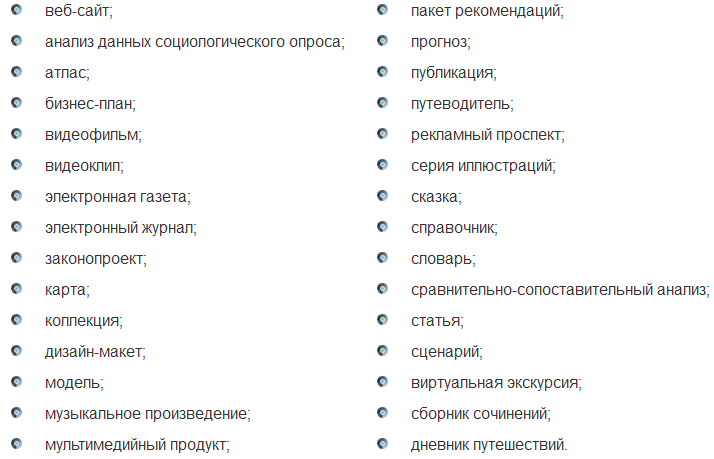 веб-сайт;
анализ данных социологического опроса;
атлас;
бизнес-план;
видеофильм;
видеоклип;
электронная газета;
электронный журнал;
законопроект;
карта;
коллекция;
дизайн-макет;
модель;
музыкальное произведение;
мультимедийный продукт;
пакет рекомендаций;
прогноз;
публикация;
путеводитель;
рекламный проспект;
серия иллюстраций;
сказка;
справочник;
словарь;
сравнительно-сопоставительный анализ;
статья;
сценарий;
виртуальная экскурсия;
сборник сочинений;
дневник путешествий.